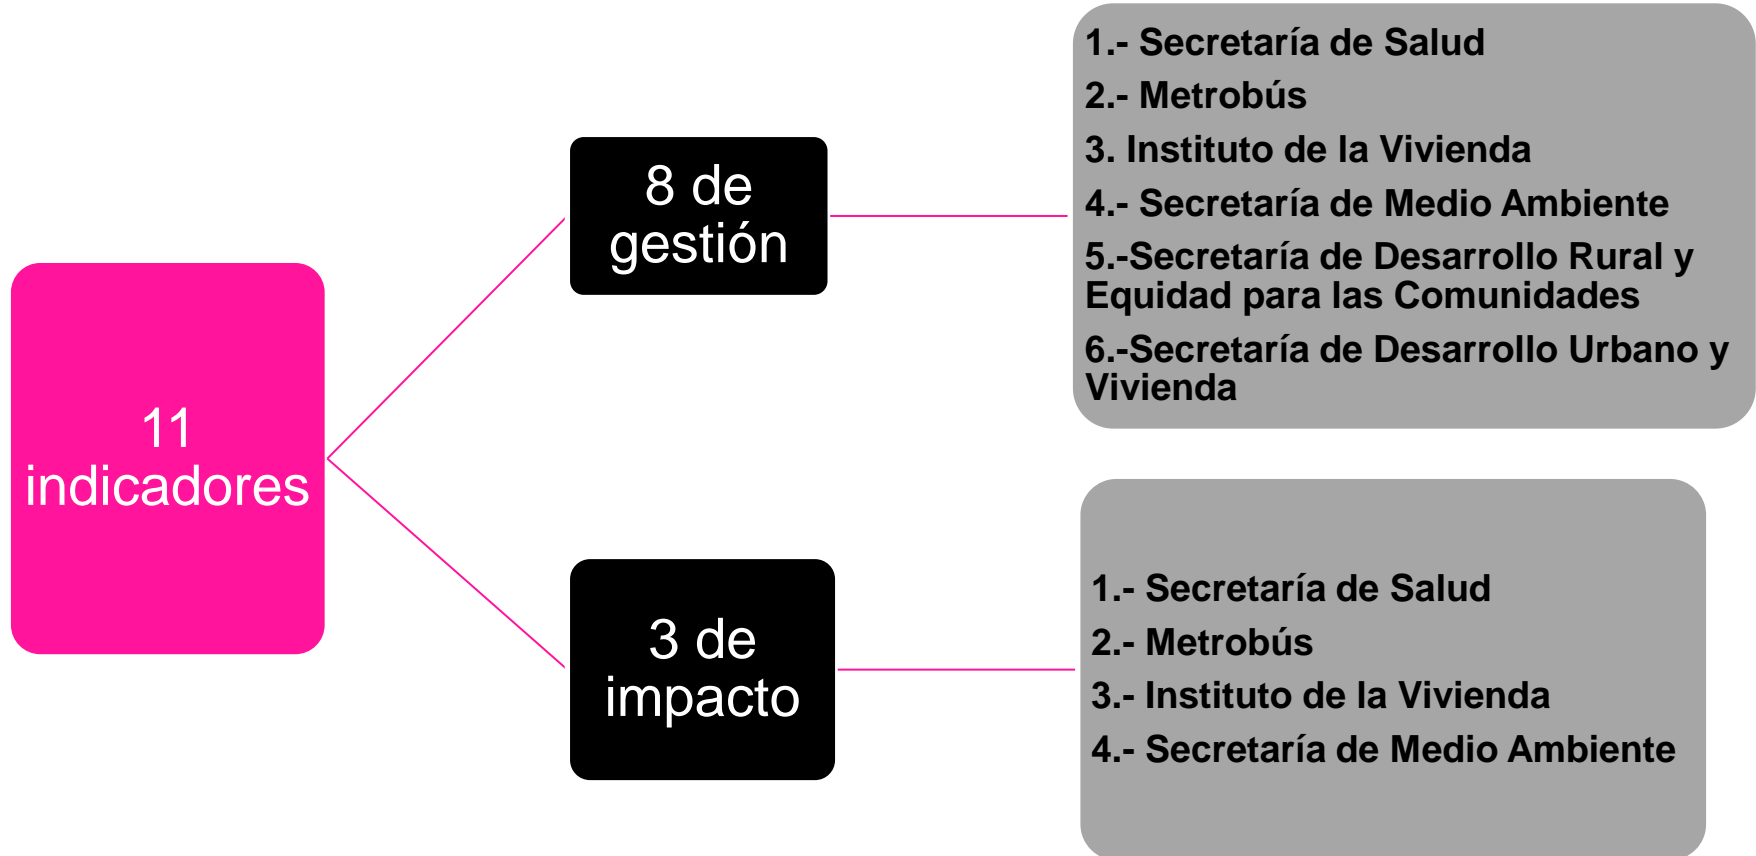 11
indicadores
8 de
gestión
1.- Secretaría de Salud
2.- Metrobús
3. Instituto de la Vivienda
4.- Secretaría de Medio Ambiente
5.-Secretaría de Desarrollo Rural y
Equidad para las Comunidades
6.-Secretaría de Desarrollo Urbano y
Vivienda
3 de
impacto
1.- Secretaría de Salud
2.- Metrobús
3.- Instituto de la Vivienda
4.- Secretaría de Medio Ambiente